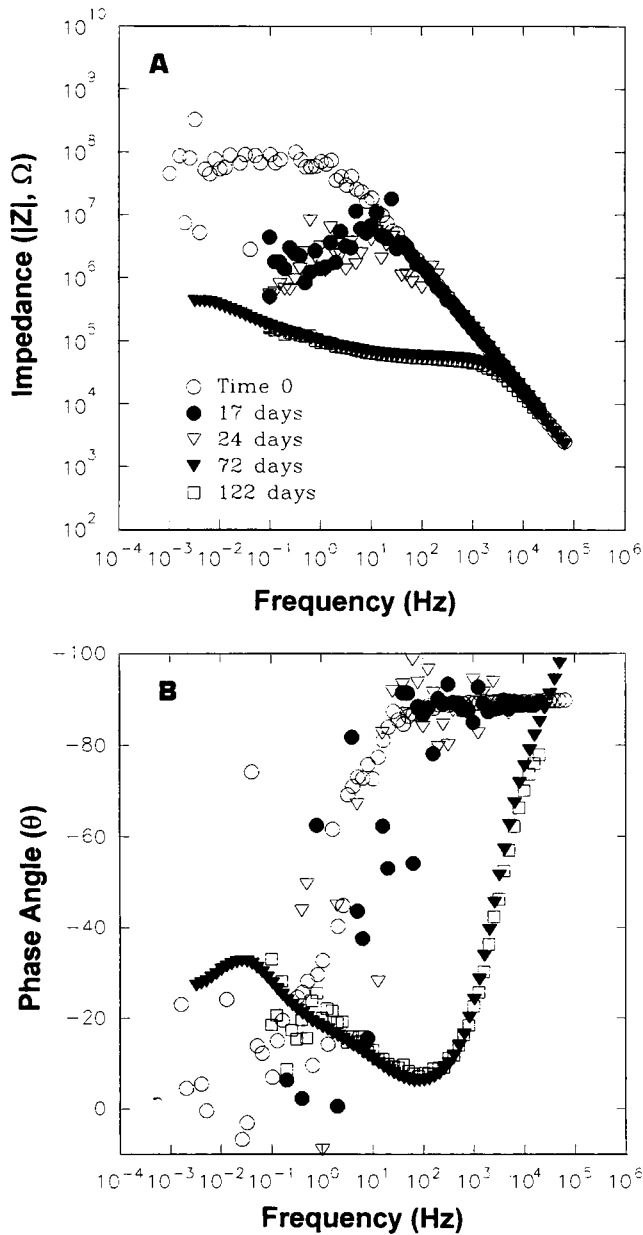 A
Impedance (|Z|, Ω)
10^10
10^9
10^8
10^7
10^6
10^5
10^4
10^3
10^2
○ Time 0
● 17 days
▽ 24 days
▼ 72 days
□ 122 days
10^-4 10^-3 10^-2 10^-1 10^0 10^1 10^2 10^3 10^4 10^5 10^6
Frequency (Hz)
B
Phase Angle (θ)
-100
-80
-60
-40
-20
0
10^-4 10^-3 10^-2 10^-1 10^0 10^1 10^2 10^3 10^4 10^5 10^6
Frequency (Hz)